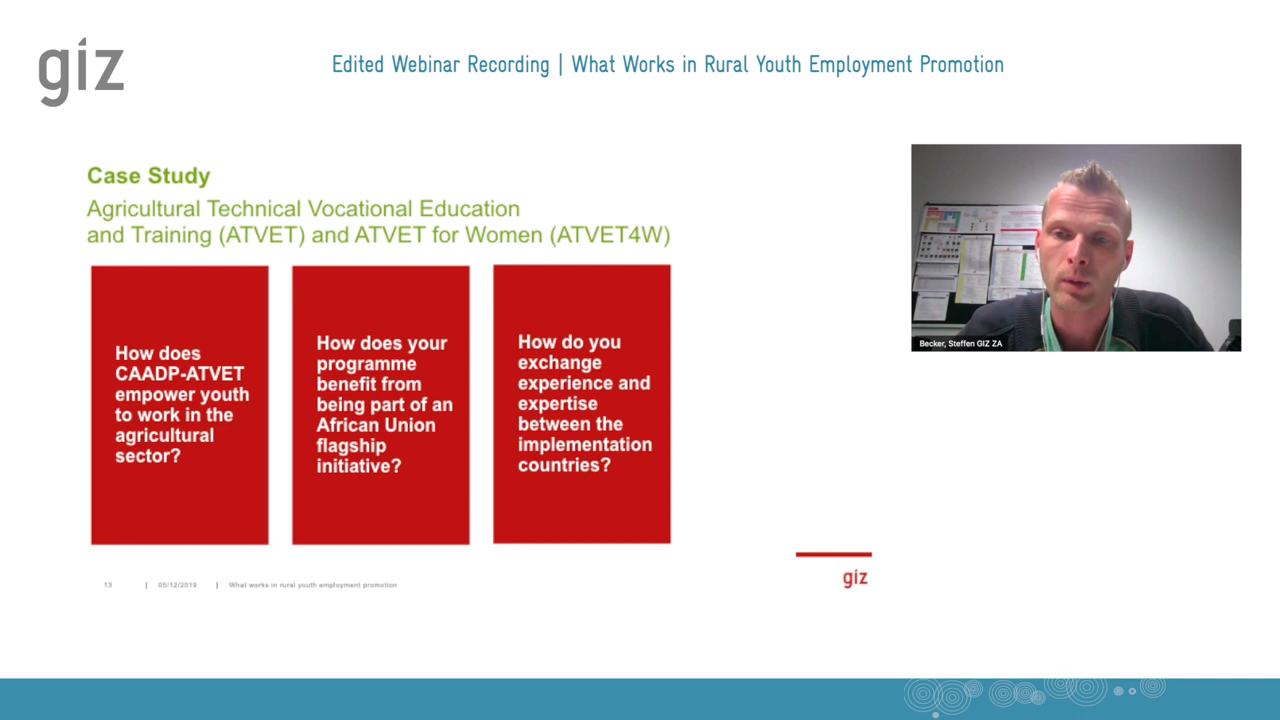 giz
Edited Webinar Recording | What Works in Rural Youth Employment Promotion
Case Study
Agricultural Technical Vocational Education
and Training (ATVET) and ATVET for Women (ATVET4W)
How does
CAADP-ATVET
empower youth
to work in the
agricultural
sector?
How does your
programme
benefit from
being part of an
African Union
flagship
initiative?
How do you
exchange
experience and
expertise
between the
implementation
countries?
Becker, Steffen GIZ ZA
13 | 05/12/2019 | What works in rural youth employment promotion
giz